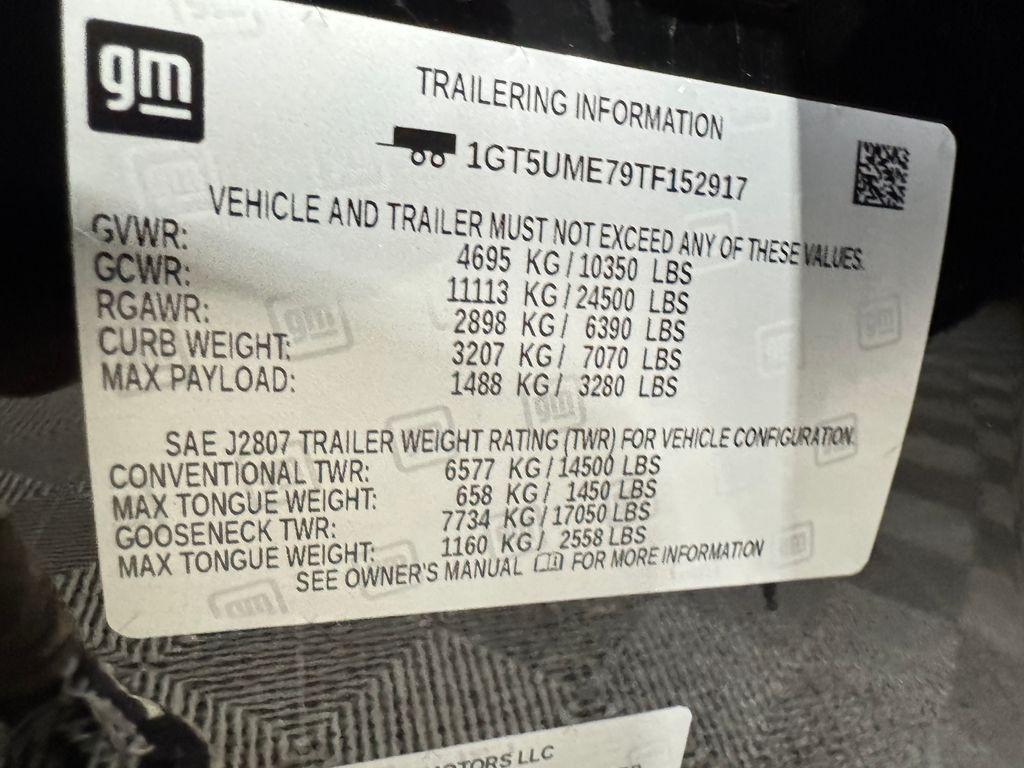 gm
TRAILERING INFORMATION
1GT5UME79TF152917
VEHICLE AND TRAILER MUST NOT EXCEED ANY OF THESE VALUES.
GVWR: 4695 KG / 10350 LBS
GCWR: 11113 KG / 24500 LBS
RGAWR: 2898 KG / 6390 LBS
CURB WEIGHT: 3207 KG / 7070 LBS
MAX PAYLOAD: 1488 KG / 3280 LBS
SAE J2807 TRAILER WEIGHT RATING (TWR) FOR VEHICLE CONFIGURATION.
CONVENTIONAL TWR: 6577 KG / 14500 LBS
MAX TONGUE WEIGHT: 658 KG / 1450 LBS
GOOSENECK TWR: 7734 KG / 17050 LBS
MAX TONGUE WEIGHT: 1160 KG / 2558 LBS
SEE OWNER'S MANUAL FOR MORE INFORMATION
MOTORS LLC